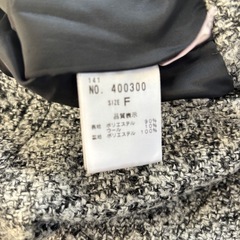 141
NO. 400300
SIZE F
品質表示
表地 ポリエステル 90%
ウール 10%
裏地 ポリエステル 100%